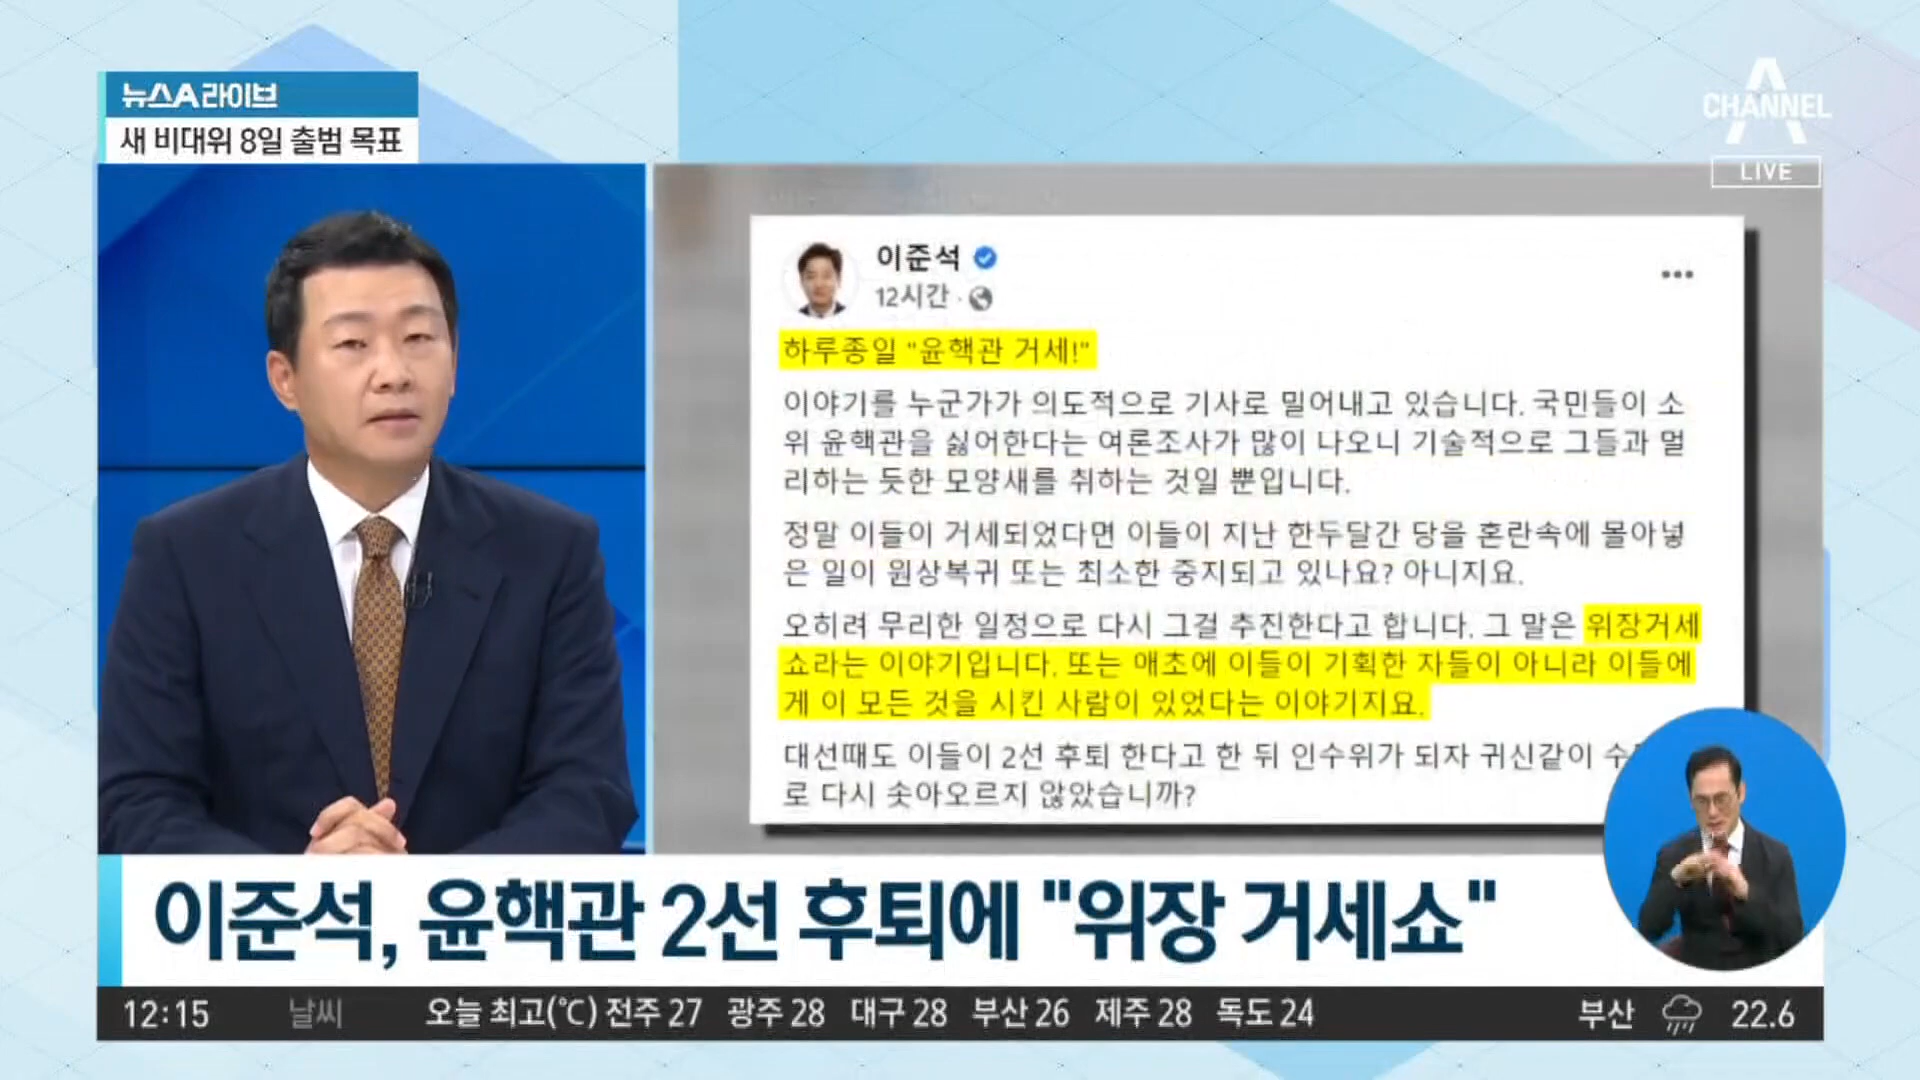 뉴스A 라이브
새 비대위 8일 출범 목표
CHANNEL A
LIVE
이준석
12시간 ·
하루종일 "윤핵관 거세!"
이야기를 누군가가 의도적으로 기사로 밀어내고 있습니다. 국민들이 소
위 윤핵관을 싫어한다는 여론조사가 많이 나오니 기술적으로 그들과 멀
리하는 듯한 모양새를 취하는 것일 뿐입니다.
정말 이들이 거세되었다면 이들이 지난 한두달간 당을 혼란속에 몰아넣
은 일이 원상복귀 또는 최소한 중지되고 있나요? 아니지요.
오히려 무리한 일정으로 다시 그걸 추진한다고 합니다. 그 말은 위장거세
쇼라는 이야기입니다. 또는 애초에 이들이 기획한 자들이 아니라 이들에
게 이 모든 것을 시킨 사람이 있었다는 이야기지요.
대선때도 이들이 2선 후퇴 한다고 한 뒤 인수위가 되자 귀신같이
로 다시 솟아오르지 않았습니까?
이준석, 윤핵관 2선 후퇴에 "위장 거세쇼"
12:15 날씨 오늘 최고(℃) 전주 27 광주 28 대구 28 부산 26 제주 28 독도 24 부산 22.6